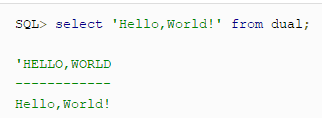 SQL> select 'Hello,World!' from dual;
'HELLO,WORLD
------------
Hello,World!